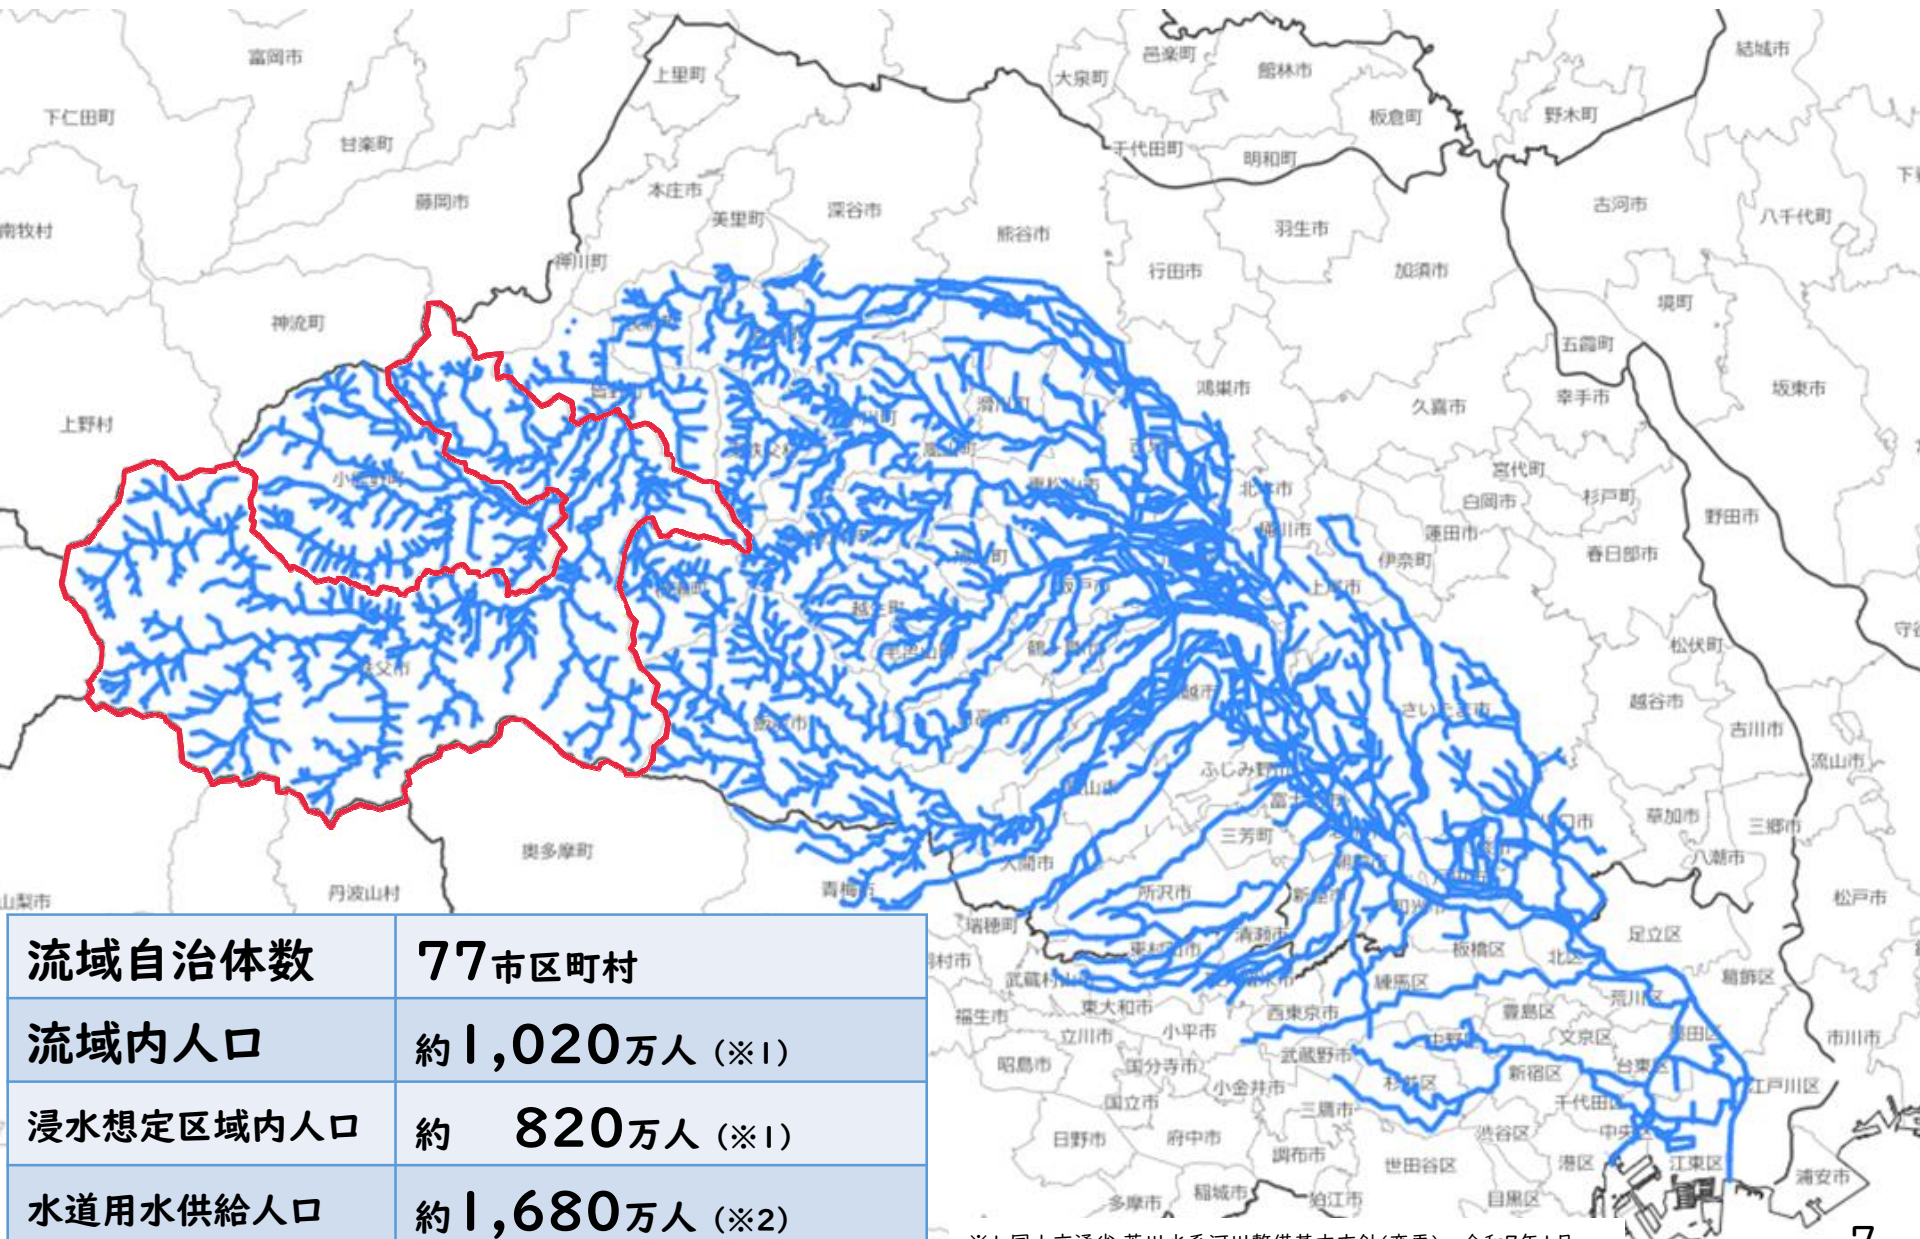 富岡市
上里町
大泉町
邑楽町
館林市
結城市
下仁田町
甘楽町
板倉町
野木町
千代田町
明和町
藤岡市
本庄市
美里町
深谷市
熊谷市
羽生市
古河市
八千代町
南牧村
神川町
行田市
加須市
境町
神流町
五霞町
上野村
鴻巣市
久喜市
幸手市
坂東市
宮代町
白岡市
杉戸町
野田市
北本市
桶川市
蓮田市
伊奈町
春日部市
上尾市
松伏町
越谷市
吉川市
さいたま市
流山市
ふじみ野市
三芳町
草加市
三郷市
八潮市
奥多摩町
丹波山村
山梨市
青梅市
入間市
所沢市
松戸市
瑞穂町
清瀬市
東村山市
板橋区
北区
足立区
葛飾区
武蔵村山市
練馬区
東大和市
福生市
立川市
小平市
西東京市
豊島区
荒川区
文京区
墨田区
市川市
昭島市
国分寺市
武蔵野市
中野区
台東区
小金井市
杉並区
新宿区
江戸川区
国立市
三鷹市
千代田区
日野市
府中市
渋谷区
中央区
調布市
世田谷区
港区
江東区
浦安市
多摩市
稲城市
狛江市
目黒区
流域自治体数 77市区町村
流域内人口 約1,020万人（※1）
浸水想定区域内人口 約 820万人（※1）
水道用水供給人口 約1,680万人（※2）